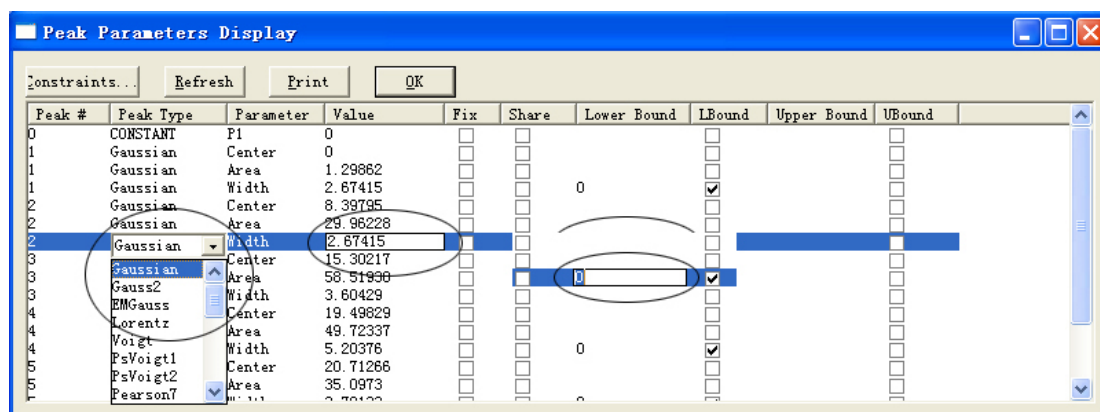 Peak Parameters Display
Constraints... Refresh Print OK
Peak # Peak Type Parameter Value Fix Share Lower Bound LBound Upper Bound UBound
0 CONSTANT P1 0
1 Gaussian Center 0
1 Gaussian Area 1.29862
1 Gaussian Width 2.67415 0
2 Gaussian Center 8.39795
2 Gaussian Area 29.96228
2 Gaussian Width 2.67415
3 Center 15.30217
3 Gaussian Area 58.51930 0
3 Gauss2 Width 3.60429
4 EMGauss Center 19.49829
4 Lorentz Area 49.72337
4 Voigt Width 5.20376 0
5 PsVoigt1 Center 20.71266
5 PsVoigt2 Area 35.0973
Pearson7